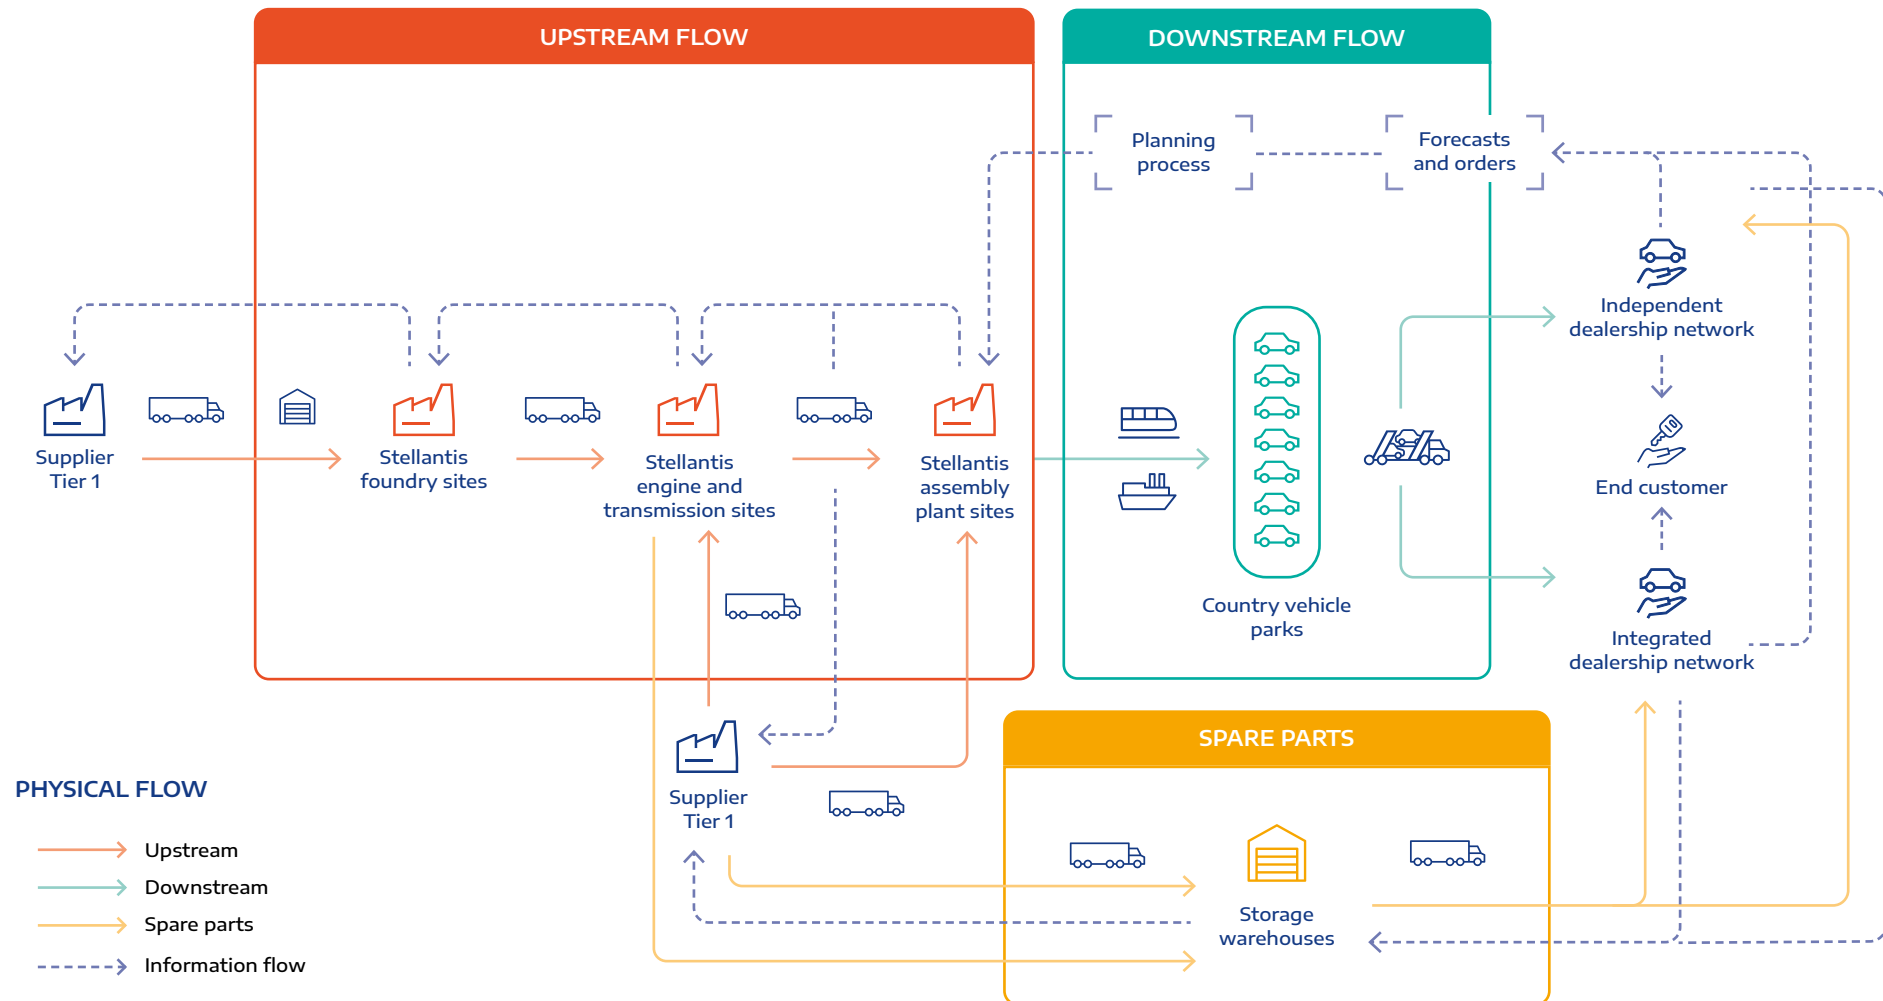 UPSTREAM FLOW
DOWNSTREAM FLOW
Planning
process
Forecasts
and orders
Independent
dealership network
Supplier
Tier 1
Stellantis
foundry sites
Stellantis
engine and
transmission sites
Stellantis
assembly
plant sites
End customer
Country vehicle
parks
Integrated
dealership network
SPARE PARTS
PHYSICAL FLOW
Supplier
Tier 1
Upstream
Downstream
Spare parts
Information flow
Storage
warehouses